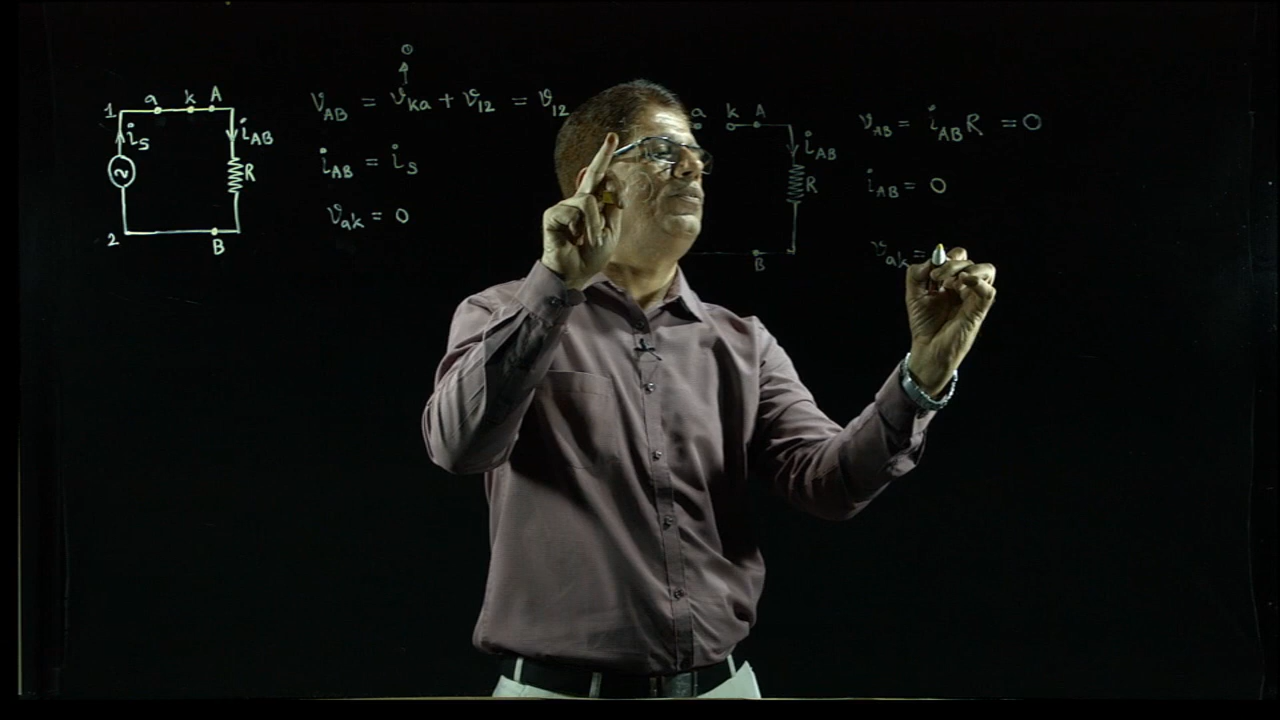 1 a k A
i_S
i_AB
R
2
B
0
v_AB = v_ka + v_12 = v_12
i_AB = i_S
v_ak = 0
a k A
i_AB
R
B
v_AB = i_AB R = 0
i_AB = 0
v_ak =